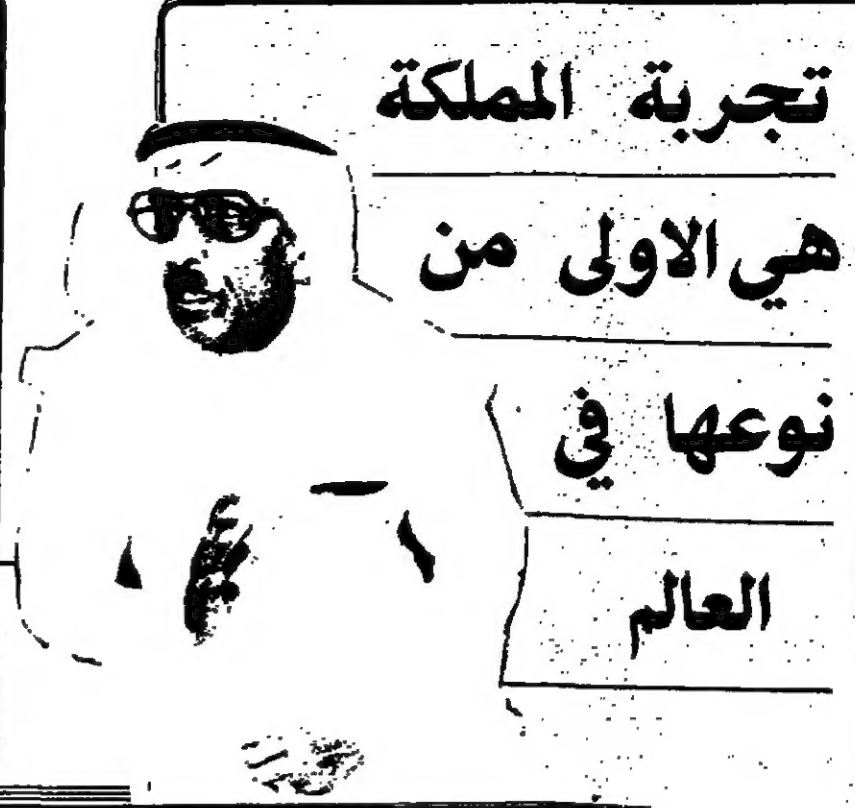 تجربة المملكة
هي الاولى من
نوعها في
العالم